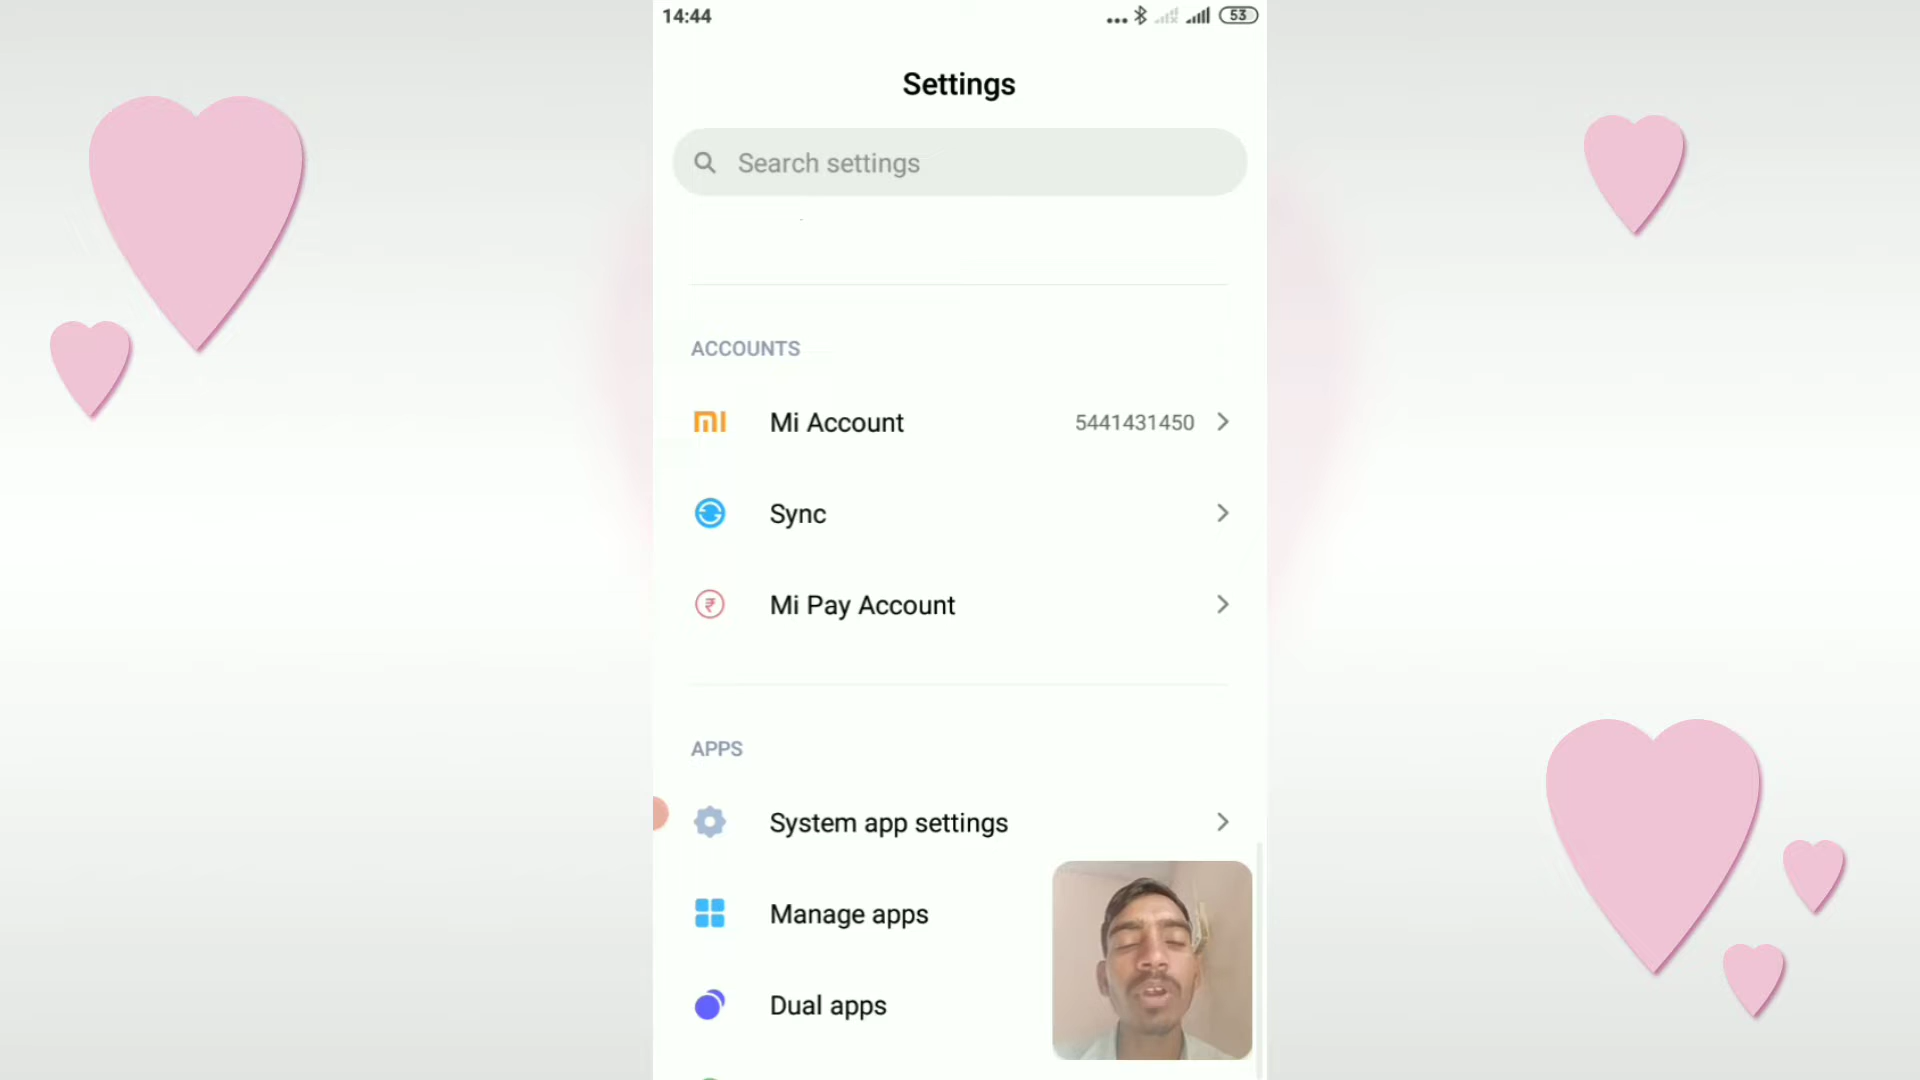 14:44
53
Settings
Search settings
ACCOUNTS
mi Mi Account 5441431450
Sync
₹ Mi Pay Account
APPS
System app settings
Manage apps
Dual apps